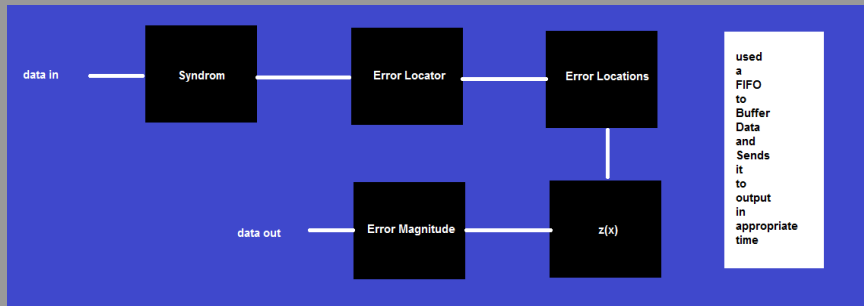 data in
Syndrom
Error Locator
Error Locations
data out
Error Magnitude
z(x)
used
a
FIFO
to
Buffer
Data
and
Sends
it
to
output
in
appropriate
time